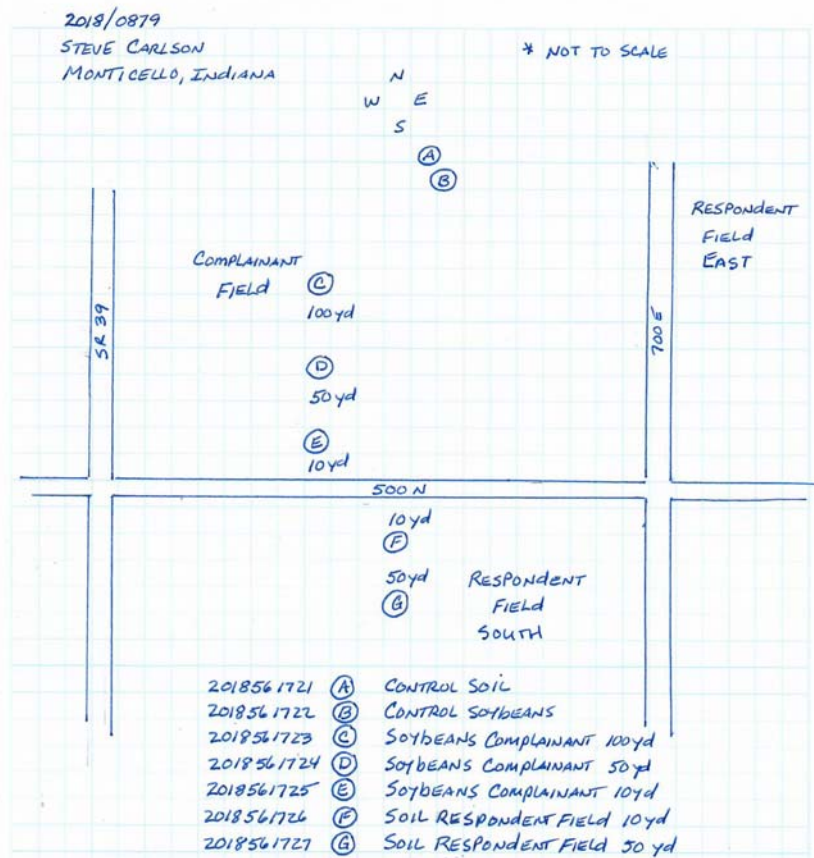 2018/0879
STEVE CARLSON
MONTICELLO, INDIANA
* NOT TO SCALE
N
W E
S
A
B
RESPONDENT
FIELD
EAST
COMPLAINANT
FIELD
C
100 yd
SR 39
700 E
D
50 yd
E
10 yd
500 N
10 yd
F
50 yd
G
RESPONDENT
FIELD
SOUTH
2018561721 A CONTROL SOIL
2018561722 B CONTROL SOYBEANS
2018561723 C SOYBEANS COMPLAINANT 100 yd
2018561724 D SOYBEANS COMPLAINANT 50 yd
2018561725 E SOYBEANS COMPLAINANT 10 yd
2018561726 F SOIL RESPONDENT FIELD 10 yd
2018561727 G SOIL RESPONDENT FIELD 50 yd